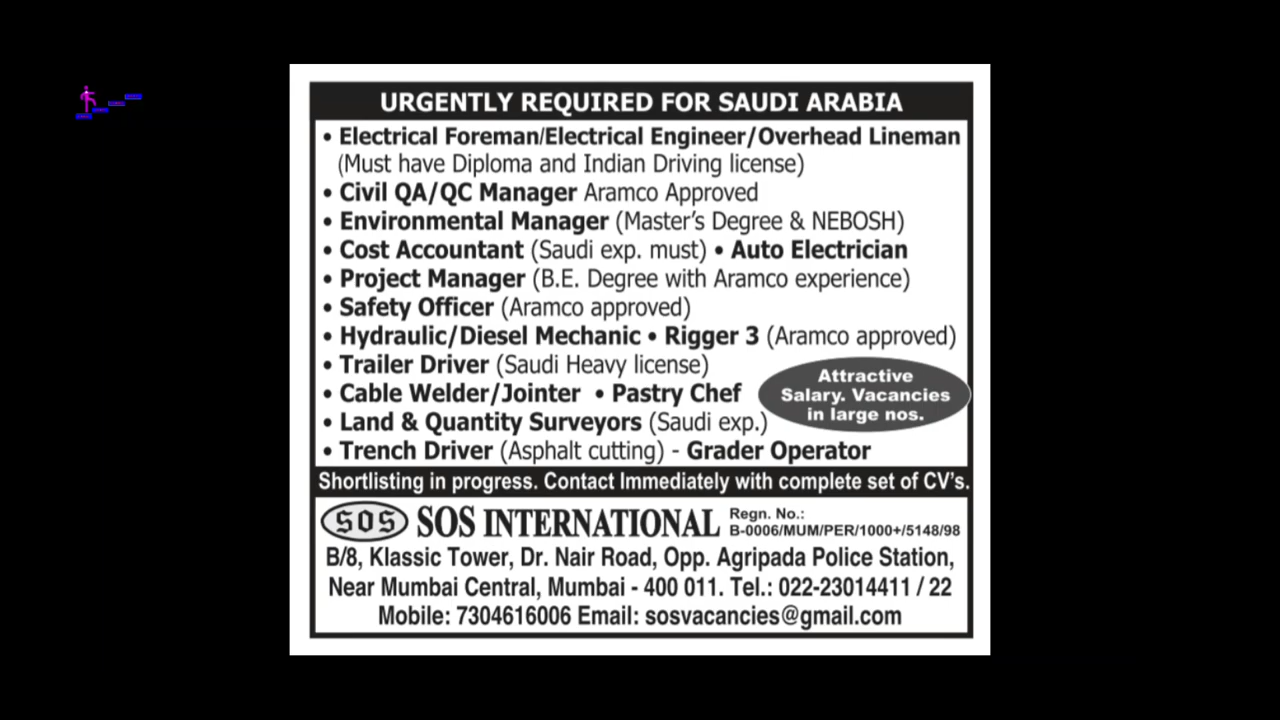 URGENTLY REQUIRED FOR SAUDI ARABIA
• Electrical Foreman/Electrical Engineer/Overhead Lineman
(Must have Diploma and Indian Driving license)
• Civil QA/QC Manager Aramco Approved
• Environmental Manager (Master's Degree & NEBOSH)
• Cost Accountant (Saudi exp. must) • Auto Electrician
• Project Manager (B.E. Degree with Aramco experience)
• Safety Officer (Aramco approved)
• Hydraulic/Diesel Mechanic • Rigger 3 (Aramco approved)
• Trailer Driver (Saudi Heavy license)
• Cable Welder/Jointer • Pastry Chef
• Land & Quantity Surveyors (Saudi exp.)
• Trench Driver (Asphalt cutting) - Grader Operator
Attractive
Salary. Vacancies
in large nos.
Shortlisting in progress. Contact Immediately with complete set of CV's.
SOS SOS INTERNATIONAL Regn. No.:
B-0006/MUM/PER/1000+/5148/98
B/8, Klassic Tower, Dr. Nair Road, Opp. Agripada Police Station,
Near Mumbai Central, Mumbai - 400 011. Tel.: 022-23014411 / 22
Mobile: 7304616006 Email: sosvacancies@gmail.com